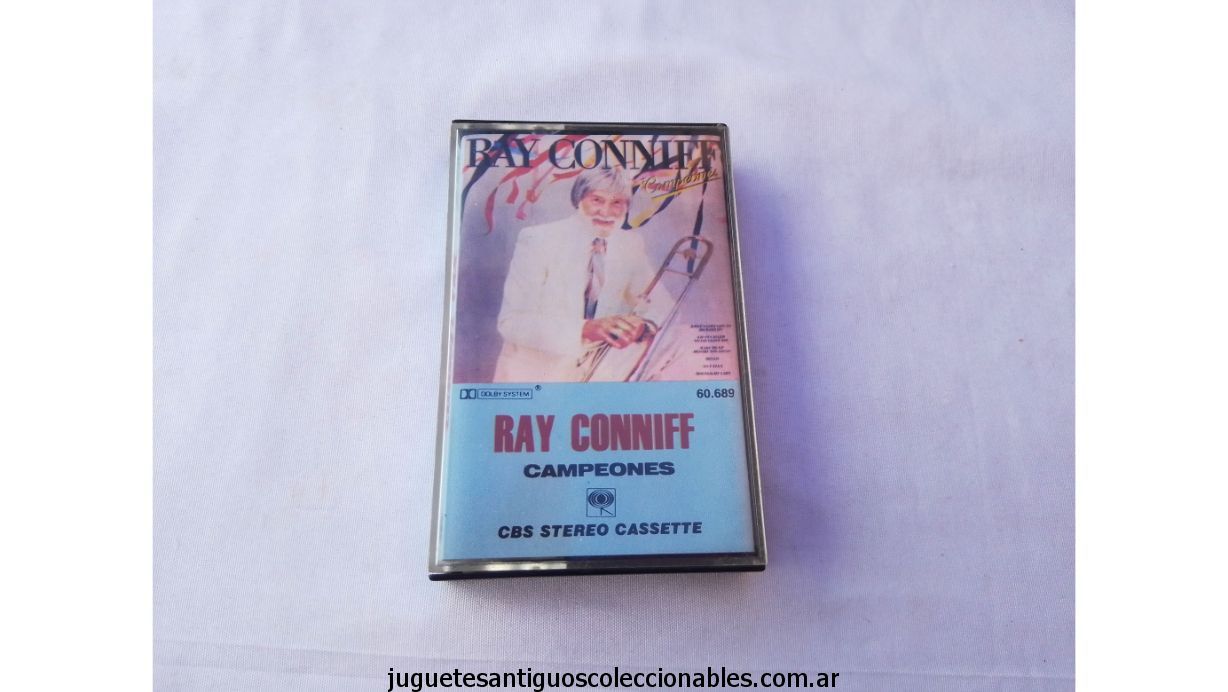 RAY CONNIFF
Campeones
DOLBY SYSTEM ®
60.689
RAY CONNIFF
CAMPEONES
CBS STEREO CASSETTE
juguetesantiguoscoleccionables.com.ar